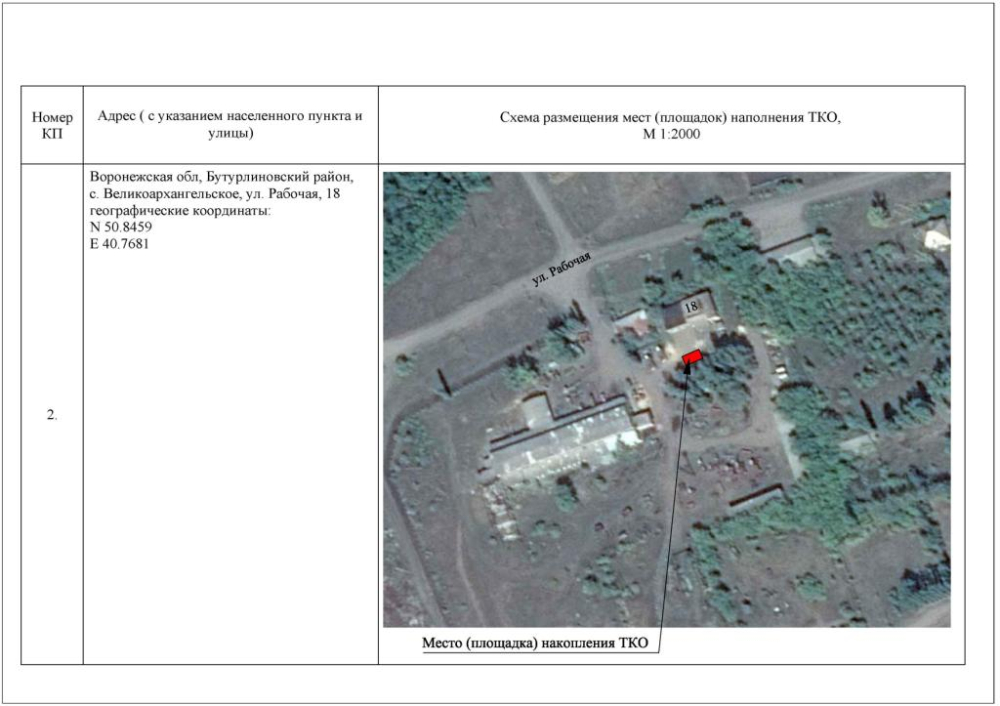 Номер
КП
Адрес ( с указанием населенного пункта и
улицы)
Схема размещения мест (площадок) наполнения ТКО,
М 1:2000
2.
Воронежская обл, Бутурлиновский район,
с. Великоархангельское, ул. Рабочая, 18
географические координаты:
N 50.8459
E 40.7681
ул. Рабочая
18
Место (площадка) накопления ТКО